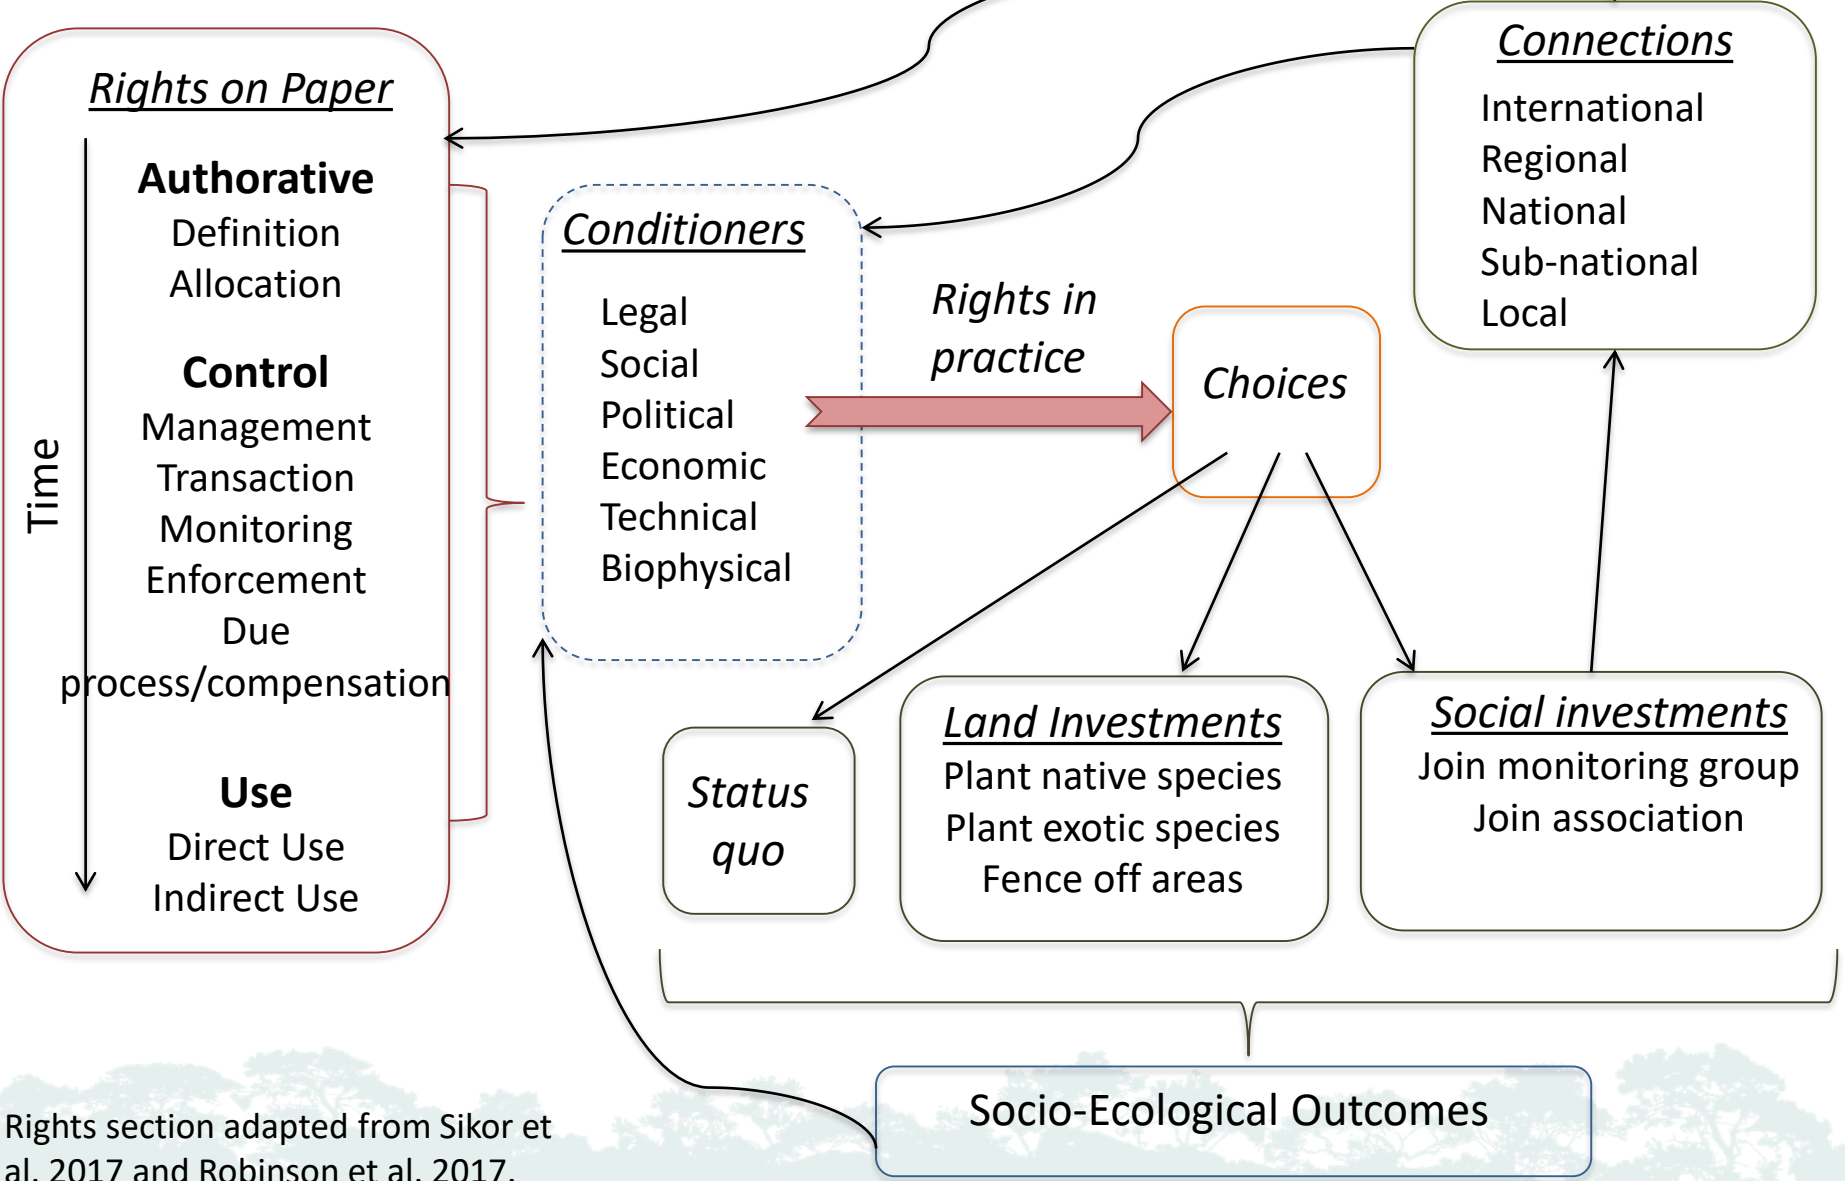 Rights on Paper
Time
Authorative
Definition
Allocation
Control
Management
Transaction
Monitoring
Enforcement
Due
process/compensation
Use
Direct Use
Indirect Use
Conditioners
Legal
Social
Political
Economic
Technical
Biophysical
Rights in
practice
Choices
Connections
International
Regional
National
Sub-national
Local
Status
quo
Land Investments
Plant native species
Plant exotic species
Fence off areas
Social investments
Join monitoring group
Join association
Socio-Ecological Outcomes
Rights section adapted from Sikor et
al. 2017 and Robinson et al. 2017.